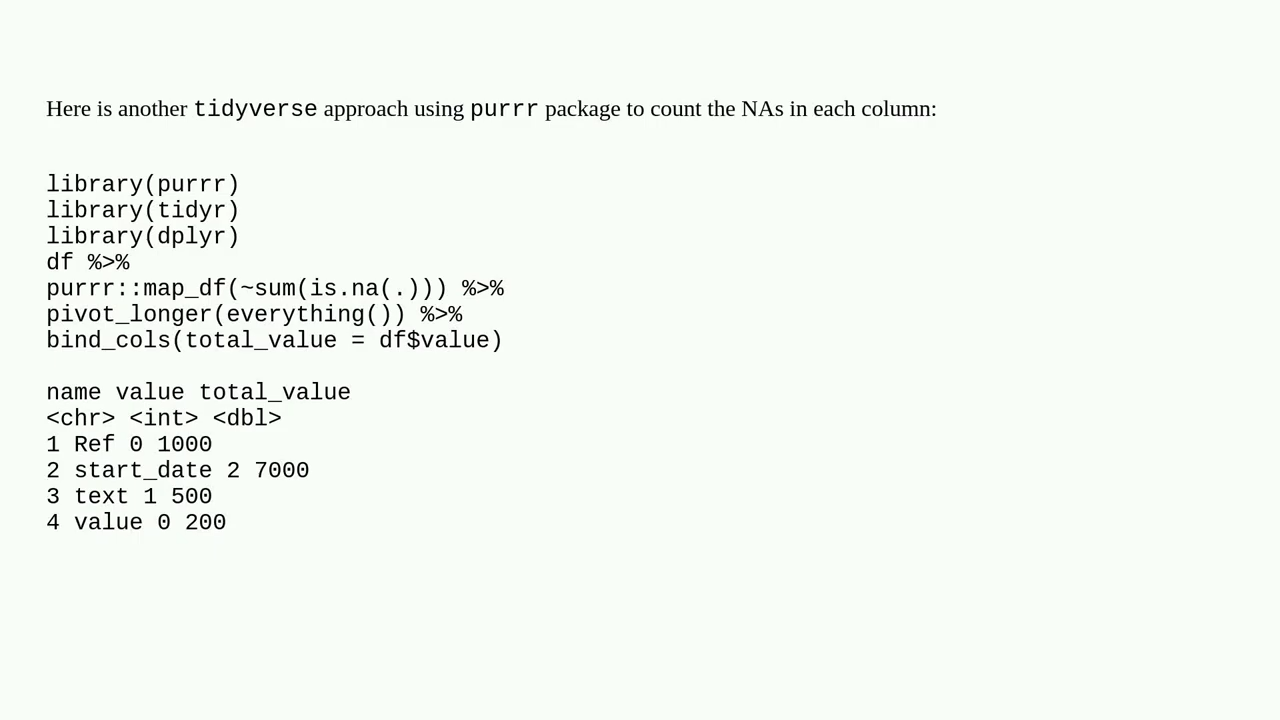 Here is another tidyverse approach using purrr package to count the NAs in each column:
library(purrr)
library(tidyr)
library(dplyr)
df %>%
purrr::map_df(~sum(is.na(.))) %>%
pivot_longer(everything()) %>%
bind_cols(total_value = df$value)
name value total_value
<chr> <int> <dbl>
1 Ref 0 1000
2 start_date 2 7000
3 text 1 500
4 value 0 200